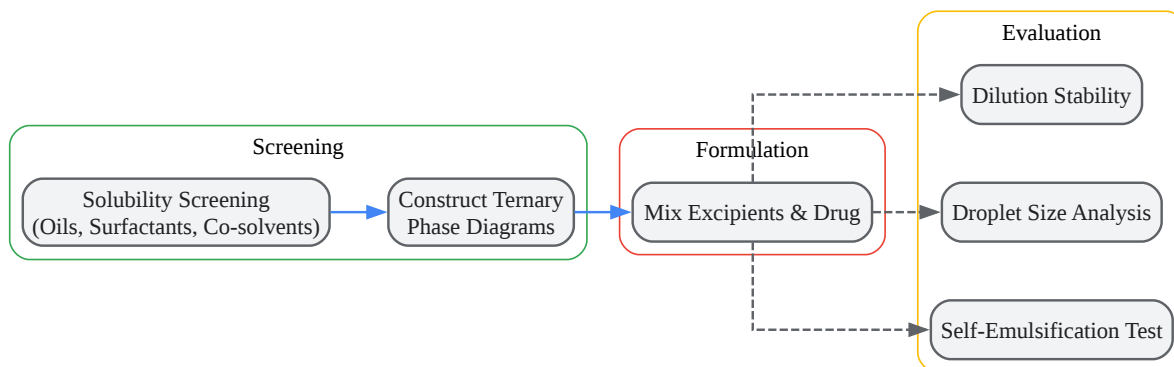 Screening
Solubility Screening
(Oils, Surfactants, Co-solvents)
Construct Ternary
Phase Diagrams
Formulation
Mix Excipients & Drug
Evaluation
Dilution Stability
Droplet Size Analysis
Self-Emulsification Test